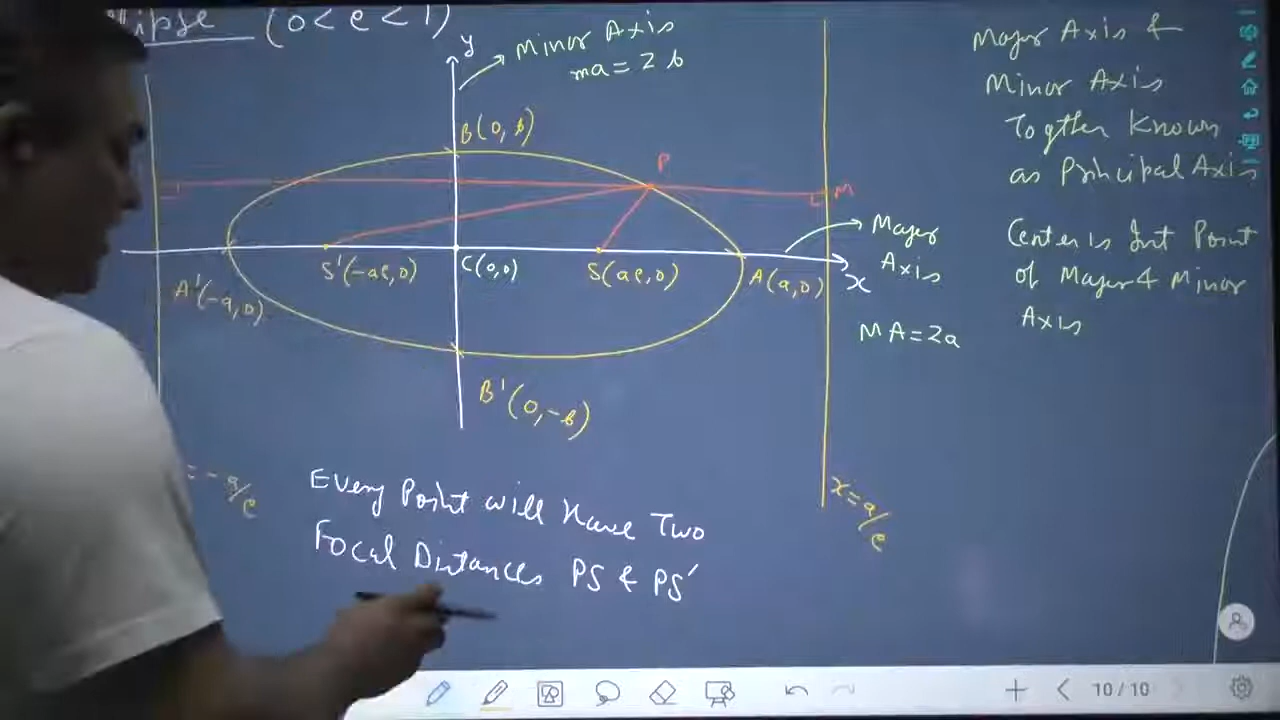 (0<e<1)
y
Minor Axis
ma = 2b
B(0, b)
P
M
Major
Axis
x
MA = 2a
S'(-ae,0)
C(0,0)
S(ae,0)
A(a,0)
A'(-a,0)
B'(0,-b)
= -a/e
x = a/e
Every Point will Have Two
Focal Distances PS & PS'
Major Axis &
Minor Axis
Togther Known
as Principal Axis
Center is Int Point
of Major & Minor
Axis
10/10